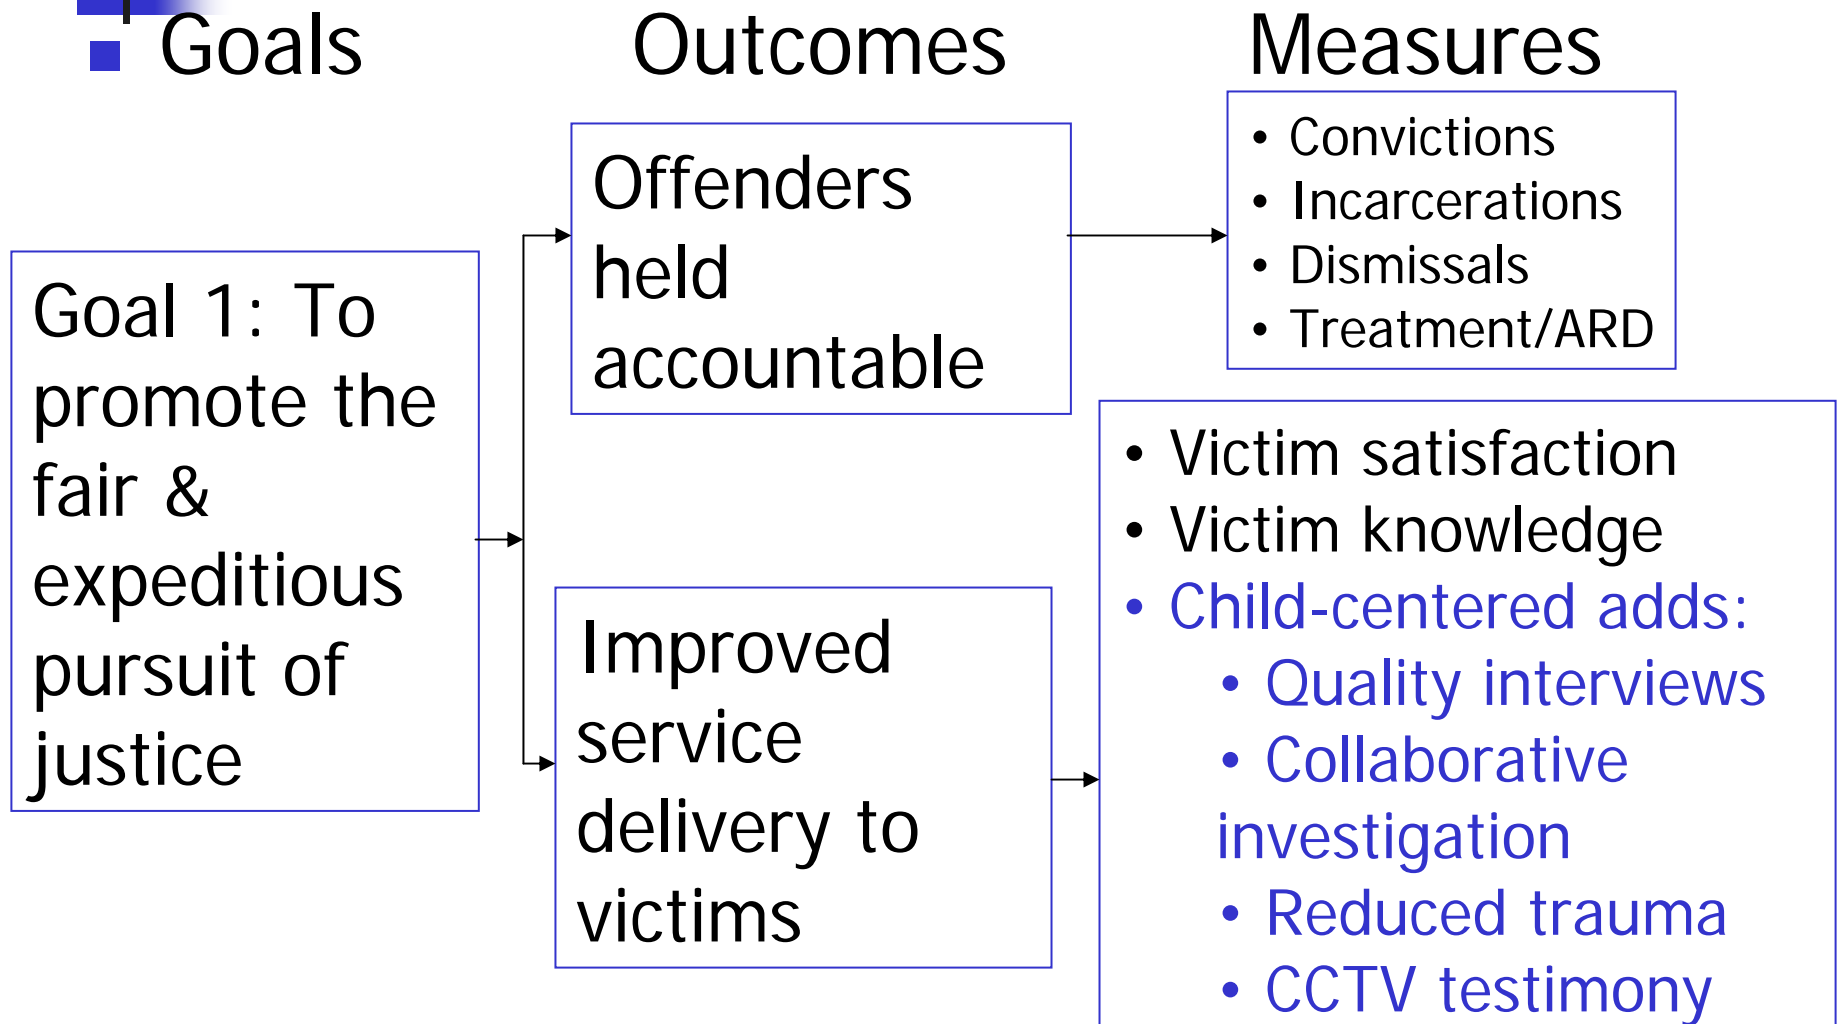 Goals Outcomes Measures
Goal 1: To
promote the
fair &
expeditious
pursuit of
justice
Offenders
held
accountable
• Convictions
• Incarcerations
• Dismissals
• Treatment/ARD
Improved
service
delivery to
victims
• Victim satisfaction
• Victim knowledge
• Child-centered adds:
• Quality interviews
• Collaborative
investigation
• Reduced trauma
• CCTV testimony